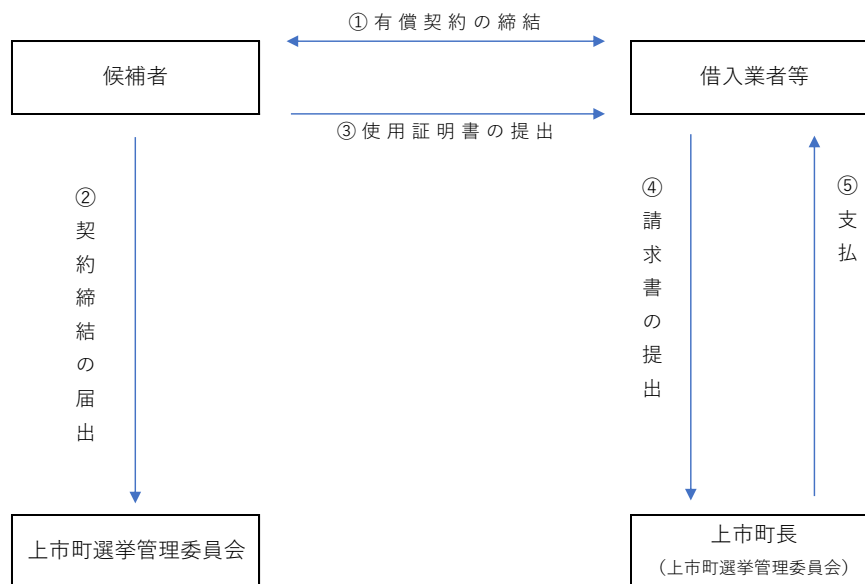 ①有償契約の締結
候補者
借入業者等
③使用証明書の提出
②契約締結の届出
④請求書の提出
⑤支払
上市町選挙管理委員会
上市町長
（上市町選挙管理委員会）